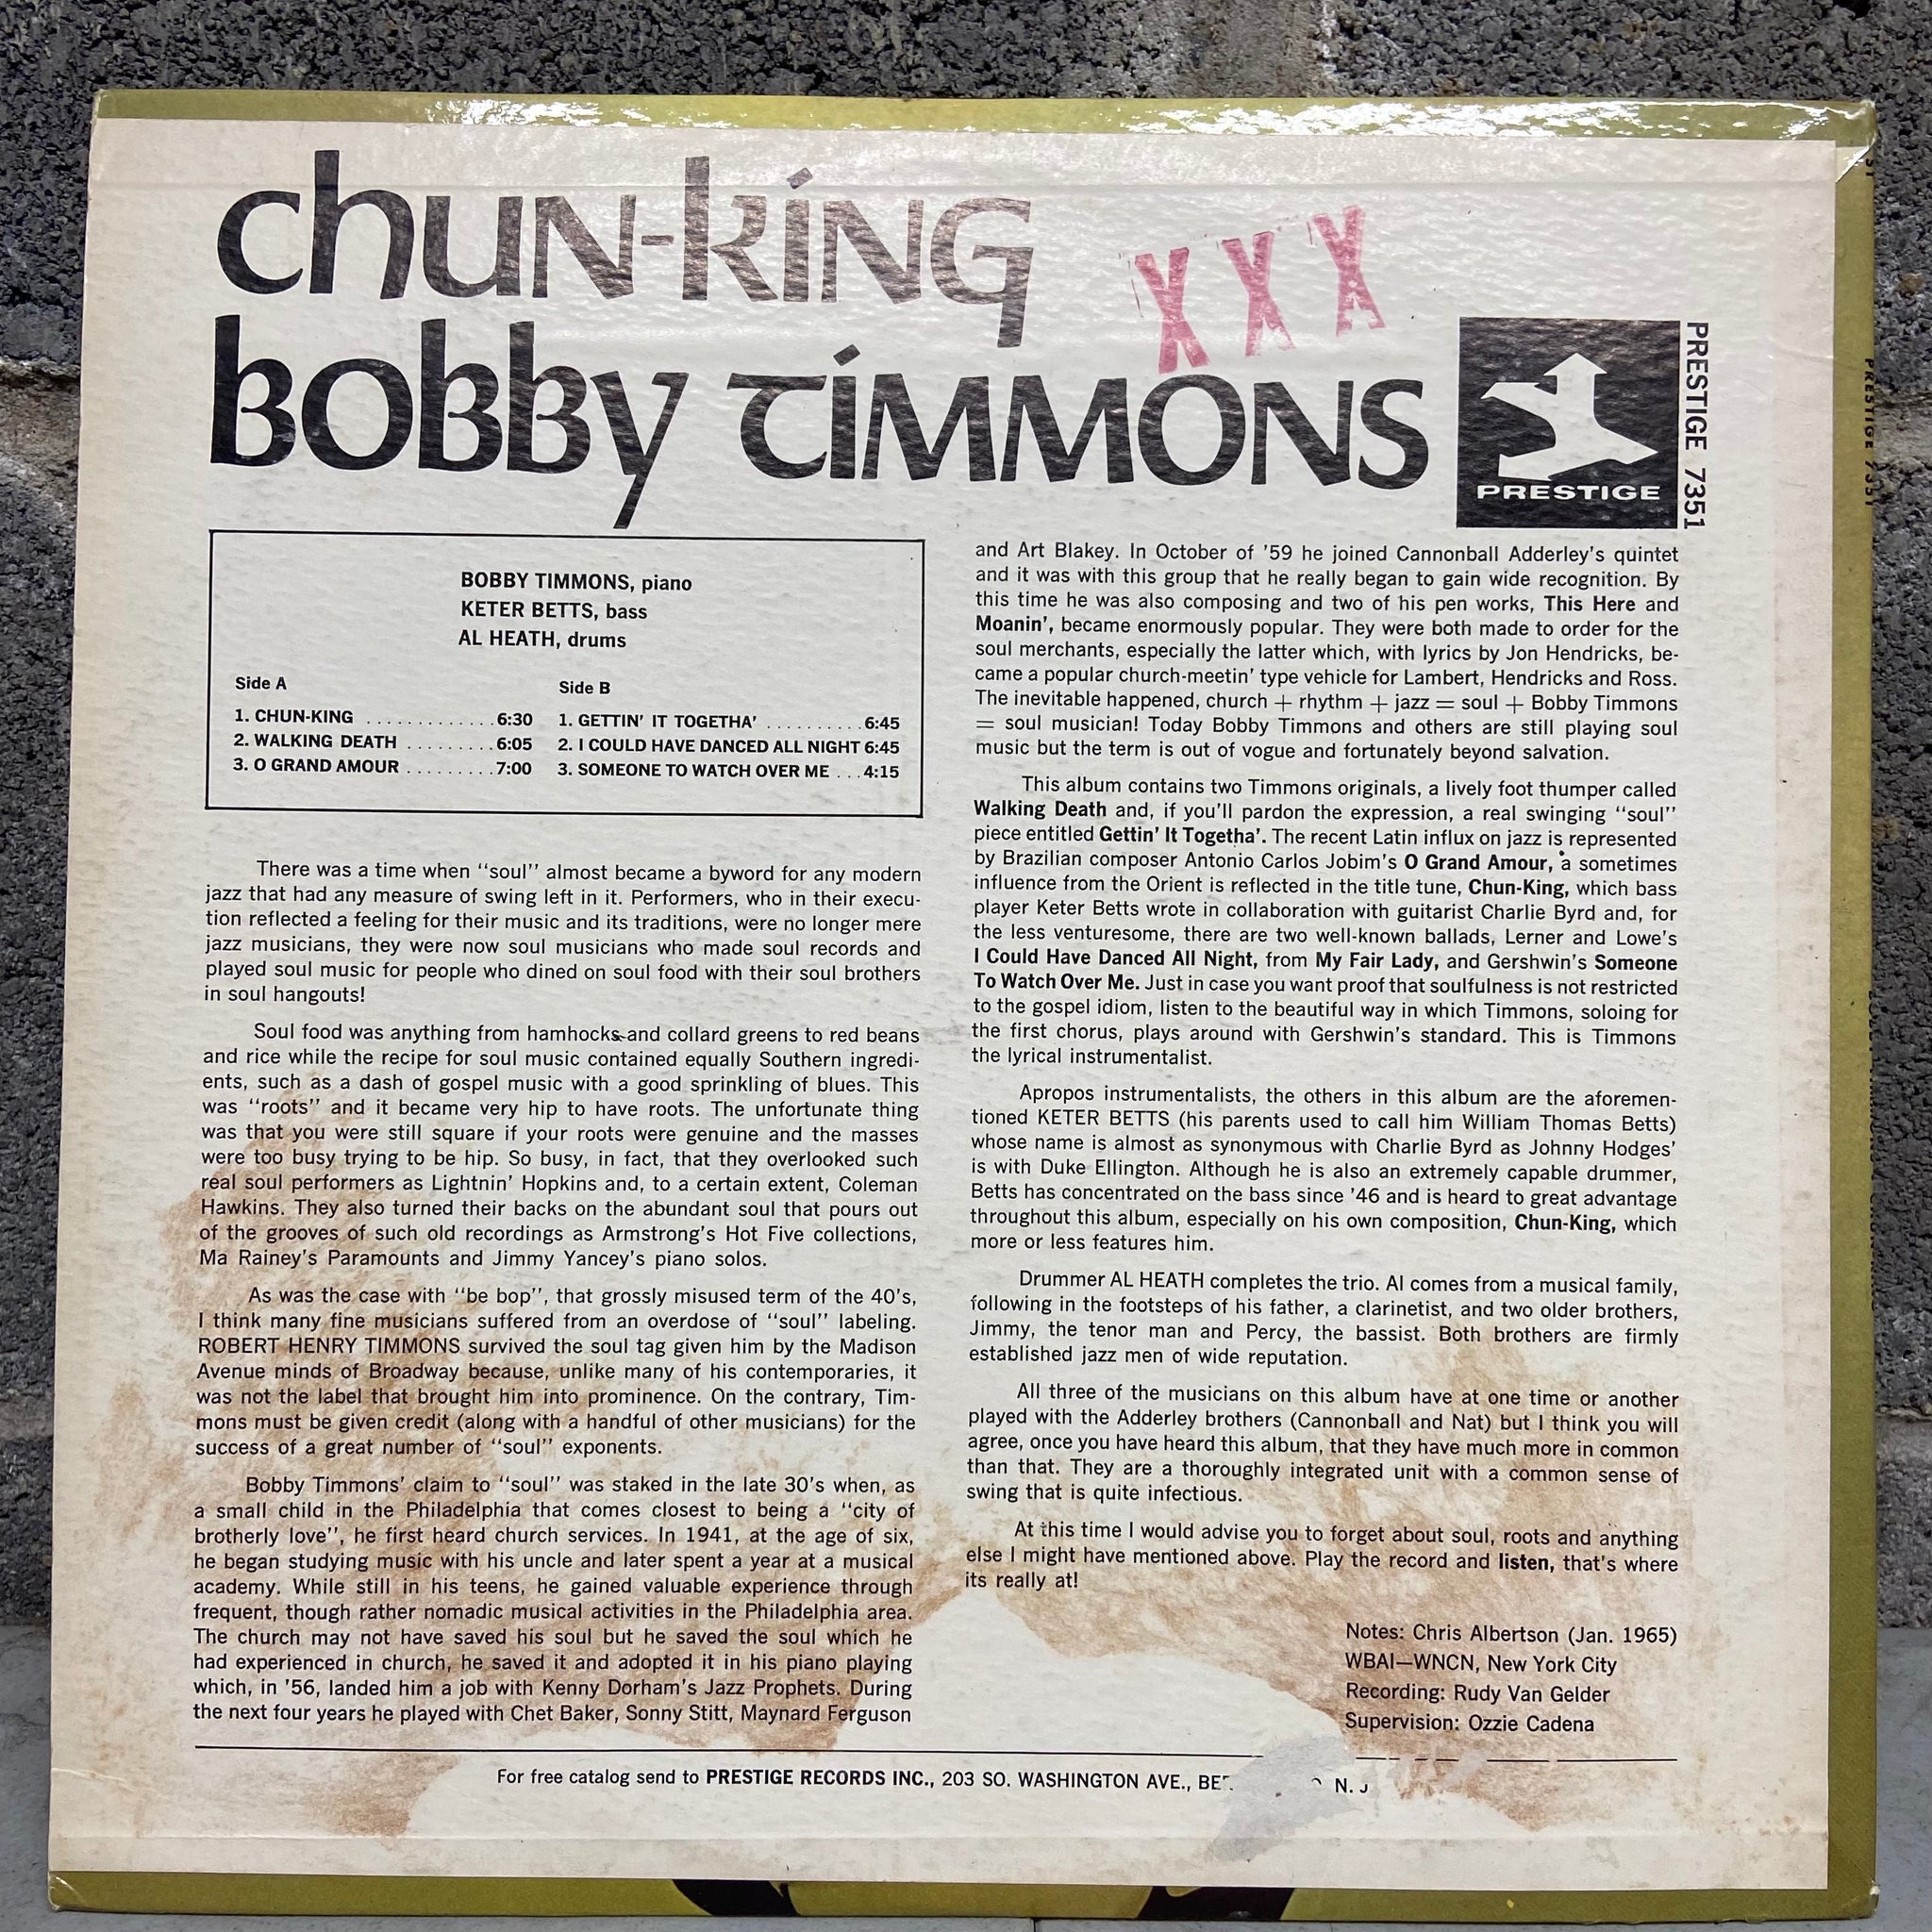 chun-king
XXX
bobby timmons
PRESTIGE
PRESTIGE 7351
PRESTIGE 7351
BOBBY TIMMONS, piano
KETER BETTS, bass
AL HEATH, drums
Side A
1. CHUN-KING ............. 6:30
2. WALKING DEATH ......... 6:05
3. O GRAND AMOUR ......... 7:00
Side B
1. GETTIN' IT TOGETHA' .......... 6:45
2. I COULD HAVE DANCED ALL NIGHT 6:45
3. SOMEONE TO WATCH OVER ME ... 4:15
There was a time when "soul" almost became a byword for any modern
jazz that had any measure of swing left in it. Performers, who in their execu-
tion reflected a feeling for their music and its traditions, were no longer mere
jazz musicians, they were now soul musicians who made soul records and
played soul music for people who dined on soul food with their soul brothers
in soul hangouts!
Soul food was anything from hamhocks and collard greens to red beans
and rice while the recipe for soul music contained equally Southern ingredi-
ents, such as a dash of gospel music with a good sprinkling of blues. This
was "roots" and it became very hip to have roots. The unfortunate thing
was that you were still square if your roots were genuine and the masses
were too busy trying to be hip. So busy, in fact, that they overlooked such
real soul performers as Lightnin' Hopkins and, to a certain extent, Coleman
Hawkins. They also turned their backs on the abundant soul that pours out
of the grooves of such old recordings as Armstrong's Hot Five collections,
Ma Rainey's Paramounts and Jimmy Yancey's piano solos.
As was the case with "be bop", that grossly misused term of the 40's,
I think many fine musicians suffered from an overdose of "soul" labeling.
ROBERT HENRY TIMMONS survived the soul tag given him by the Madison
Avenue minds of Broadway because, unlike many of his contemporaries, it
was not the label that brought him into prominence. On the contrary, Tim-
mons must be given credit (along with a handful of other musicians) for the
success of a great number of "soul" exponents.
Bobby Timmons' claim to "soul" was staked in the late 30's when, as
a small child in the Philadelphia that comes closest to being a "city of
brotherly love", he first heard church services. In 1941, at the age of six,
he began studying music with his uncle and later spent a year at a musical
academy. While still in his teens, he gained valuable experience through
frequent, though rather nomadic musical activities in the Philadelphia area.
The church may not have saved his soul but he saved the soul which he
had experienced in church, he saved it and adopted it in his piano playing
which, in '56, landed him a job with Kenny Dorham's Jazz Prophets. During
the next four years he played with Chet Baker, Sonny Stitt, Maynard Ferguson
and Art Blakey. In October of '59 he joined Cannonball Adderley's quintet
and it was with this group that he really began to gain wide recognition. By
this time he was also composing and two of his pen works, This Here and
Moanin', became enormously popular. They were both made to order for the
soul merchants, especially the latter which, with lyrics by Jon Hendricks, be-
came a popular church-meetin' type vehicle for Lambert, Hendricks and Ross.
The inevitable happened, church + rhythm + jazz = soul + Bobby Timmons
= soul musician! Today Bobby Timmons and others are still playing soul
music but the term is out of vogue and fortunately beyond salvation.
This album contains two Timmons originals, a lively foot thumper called
Walking Death and, if you'll pardon the expression, a real swinging "soul"
piece entitled Gettin' It Togetha'. The recent Latin influx on jazz is represented
by Brazilian composer Antonio Carlos Jobim's O Grand Amour, a sometimes
influence from the Orient is reflected in the title tune, Chun-King, which bass
player Keter Betts wrote in collaboration with guitarist Charlie Byrd and, for
the less venturesome, there are two well-known ballads, Lerner and Lowe's
I Could Have Danced All Night, from My Fair Lady, and Gershwin's Someone
To Watch Over Me. Just in case you want proof that soulfulness is not restricted
to the gospel idiom, listen to the beautiful way in which Timmons, soloing for
the first chorus, plays around with Gershwin's standard. This is Timmons
the lyrical instrumentalist.
Apropos instrumentalists, the others in this album are the aforemen-
tioned KETER BETTS (his parents used to call him William Thomas Betts)
whose name is almost as synonymous with Charlie Byrd as Johnny Hodges'
is with Duke Ellington. Although he is also an extremely capable drummer,
Betts has concentrated on the bass since '46 and is heard to great advantage
throughout this album, especially on his own composition, Chun-King, which
more or less features him.
Drummer AL HEATH completes the trio. Al comes from a musical family,
following in the footsteps of his father, a clarinetist, and two older brothers,
Jimmy, the tenor man and Percy, the bassist. Both brothers are firmly
established jazz men of wide reputation.
All three of the musicians on this album have at one time or another
played with the Adderley brothers (Cannonball and Nat) but I think you will
agree, once you have heard this album, that they have much more in common
than that. They are a thoroughly integrated unit with a common sense of
swing that is quite infectious.
At this time I would advise you to forget about soul, roots and anything
else I might have mentioned above. Play the record and listen, that's where
its really at!
Notes: Chris Albertson (Jan. 1965)
WBAI—WNCN, New York City
Recording: Rudy Van Gelder
Supervision: Ozzie Cadena
For free catalog send to PRESTIGE RECORDS INC., 203 SO. WASHINGTON AVE., N. J